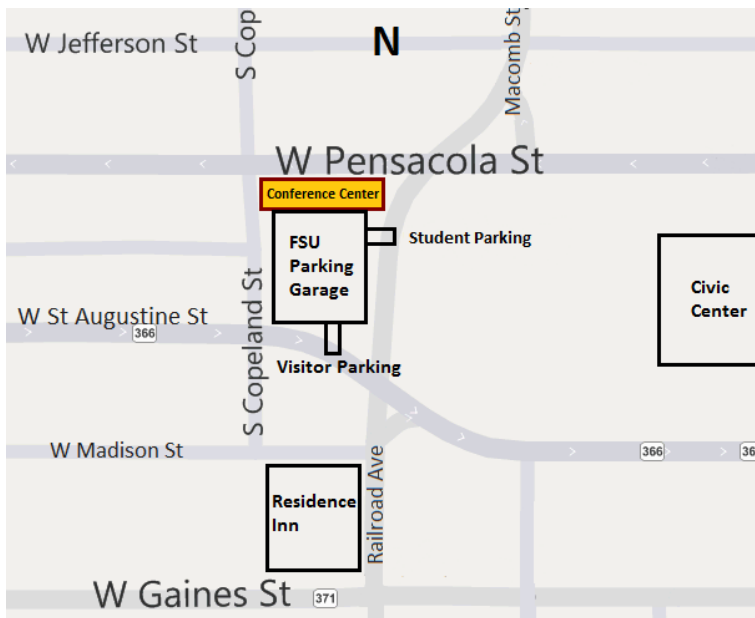 W Jefferson St
S Cop
N
Macomb St
W Pensacola St
Conference Center
FSU
Parking
Garage
Student Parking
Civic
Center
W St Augustine St
366
S Copeland St
Visitor Parking
W Madison St
366
36
Residence
Inn
Railroad Ave
W Gaines St
371